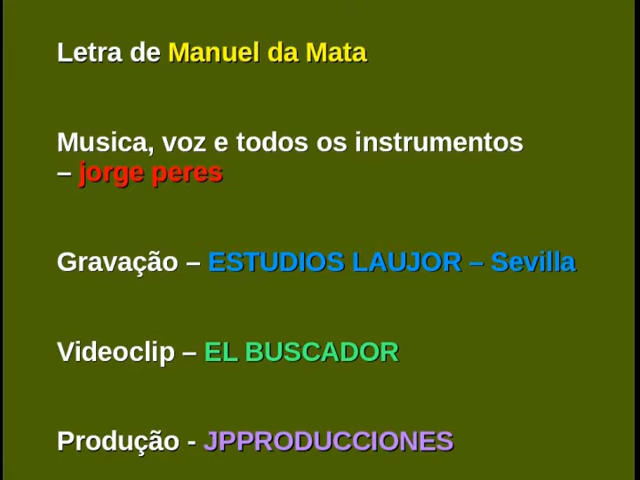 Letra de Manuel da Mata
Musica, voz e todos os instrumentos
– jorge peres
Gravação – ESTUDIOS LAUJOR – Sevilla
Videoclip – EL BUSCADOR
Produção - JPPRODUCCIONES